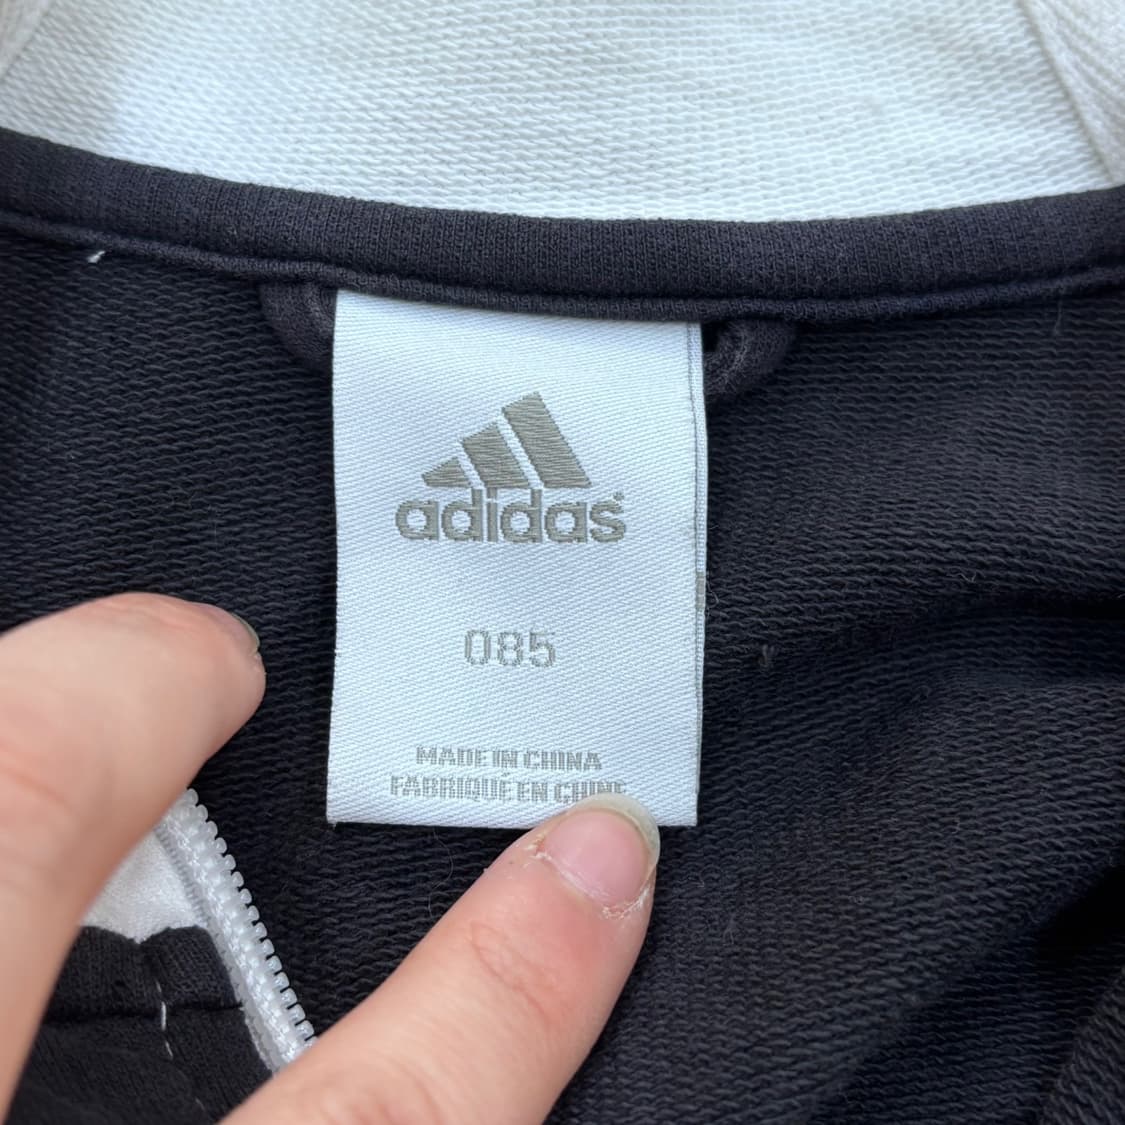 adidas®
085
MADE IN CHINA
FABRIQUÉ EN CHINE